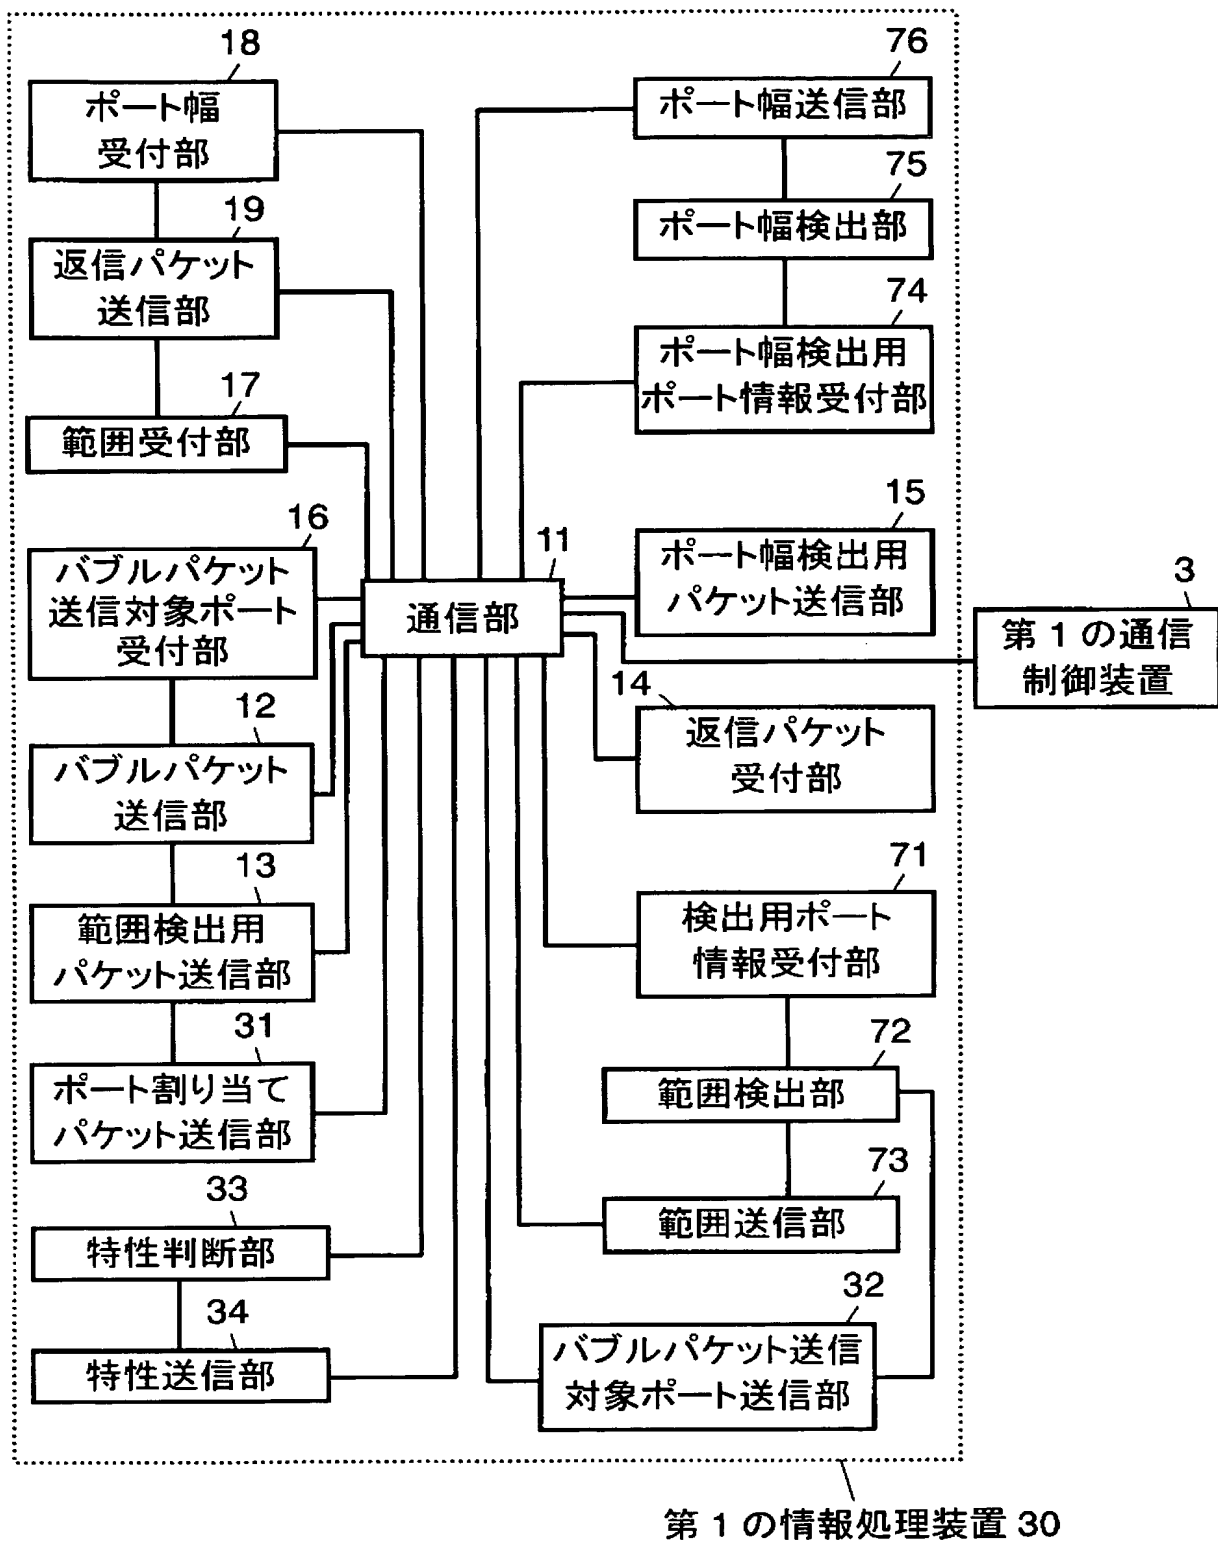 18
ポート幅
受付部
19
返信パケット
送信部
17
範囲受付部
16
バブルパケット
送信対象ポート
受付部
12
バブルパケット
送信部
13
範囲検出用
パケット送信部
31
ポート割り当て
パケット送信部
33
特性判断部
34
特性送信部
11
通信部
76
ポート幅送信部
75
ポート幅検出部
74
ポート幅検出用
ポート情報受付部
15
ポート幅検出用
パケット送信部
14
返信パケット
受付部
71
検出用ポート
情報受付部
72
範囲検出部
73
範囲送信部
32
バブルパケット送信
対象ポート送信部
3
第1の通信
制御装置
第1の情報処理装置 30